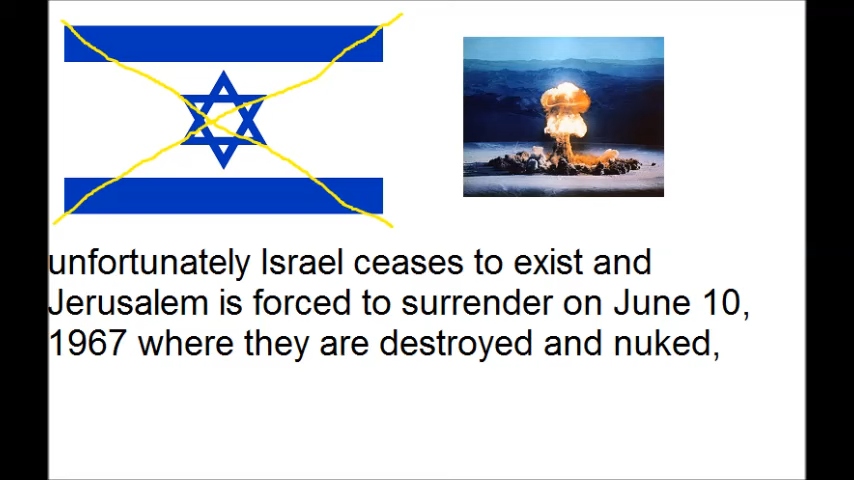 unfortunately Israel ceases to exist and
Jerusalem is forced to surrender on June 10,
1967 where they are destroyed and nuked,